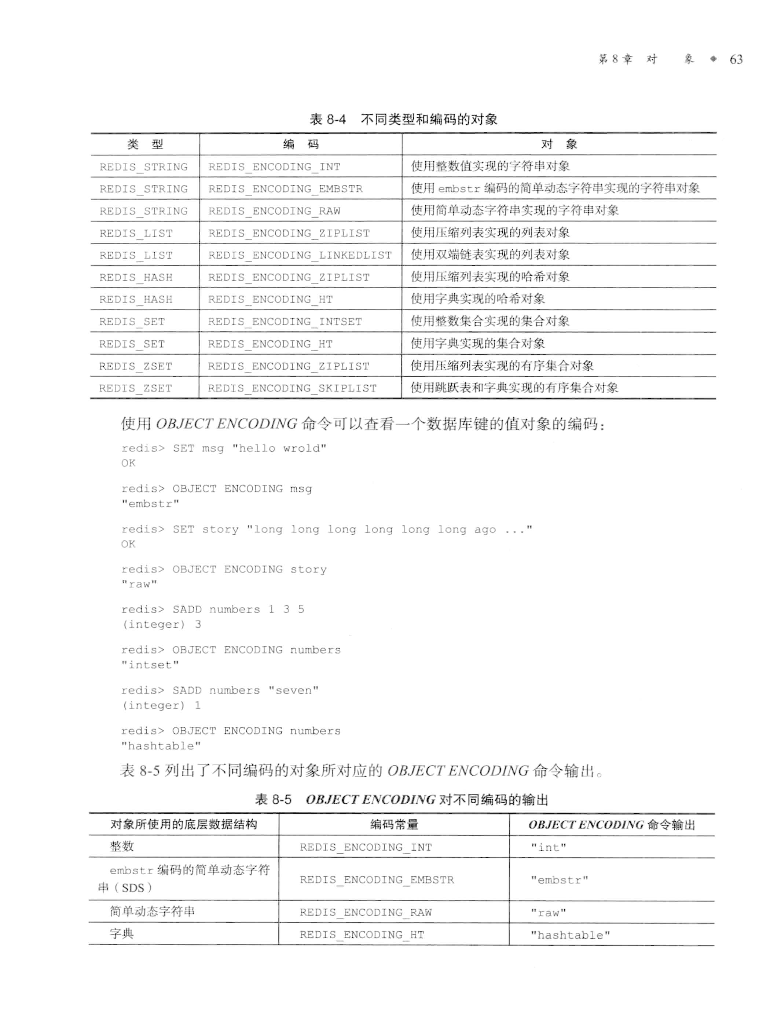 第8章 对 象 ◆ 63
表 8-4 不同类型和编码的对象
类 型 编 码 对 象
REDIS_STRING REDIS_ENCODING_INT 使用整数值实现的字符串对象
REDIS_STRING REDIS_ENCODING_EMBSTR 使用 embstr 编码的简单动态字符串实现的字符串对象
REDIS_STRING REDIS_ENCODING_RAW 使用简单动态字符串实现的字符串对象
REDIS_LIST REDIS_ENCODING_ZIPLIST 使用压缩列表实现的列表对象
REDIS_LIST REDIS_ENCODING_LINKEDLIST 使用双端链表实现的列表对象
REDIS_HASH REDIS_ENCODING_ZIPLIST 使用压缩列表实现的哈希对象
REDIS_HASH REDIS_ENCODING_HT 使用字典实现的哈希对象
REDIS_SET REDIS_ENCODING_INTSET 使用整数集合实现的集合对象
REDIS_SET REDIS_ENCODING_HT 使用字典实现的集合对象
REDIS_ZSET REDIS_ENCODING_ZIPLIST 使用压缩列表实现的有序集合对象
REDIS_ZSET REDIS_ENCODING_SKIPLIST 使用跳跃表和字典实现的有序集合对象
使用 OBJECT ENCODING 命令可以查看一个数据库键的值对象的编码：
redis> SET msg "hello wrold"
OK
redis> OBJECT ENCODING msg
"embstr"
redis> SET story "long long long long long long ago ..."
OK
redis> OBJECT ENCODING story
"raw"
redis> SADD numbers 1 3 5
(integer) 3
redis> OBJECT ENCODING numbers
"intset"
redis> SADD numbers "seven"
(integer) 1
redis> OBJECT ENCODING numbers
"hashtable"
表 8-5 列出了不同编码的对象所对应的 OBJECT ENCODING 命令输出。
表 8-5 OBJECT ENCODING 对不同编码的输出
对象所使用的底层数据结构 编码常量 OBJECT ENCODING 命令输出
整数 REDIS_ENCODING_INT "int"
embstr 编码的简单动态字符
串（SDS） REDIS_ENCODING_EMBSTR "embstr"
简单动态字符串 REDIS_ENCODING_RAW "raw"
字典 REDIS_ENCODING_HT "hashtable"